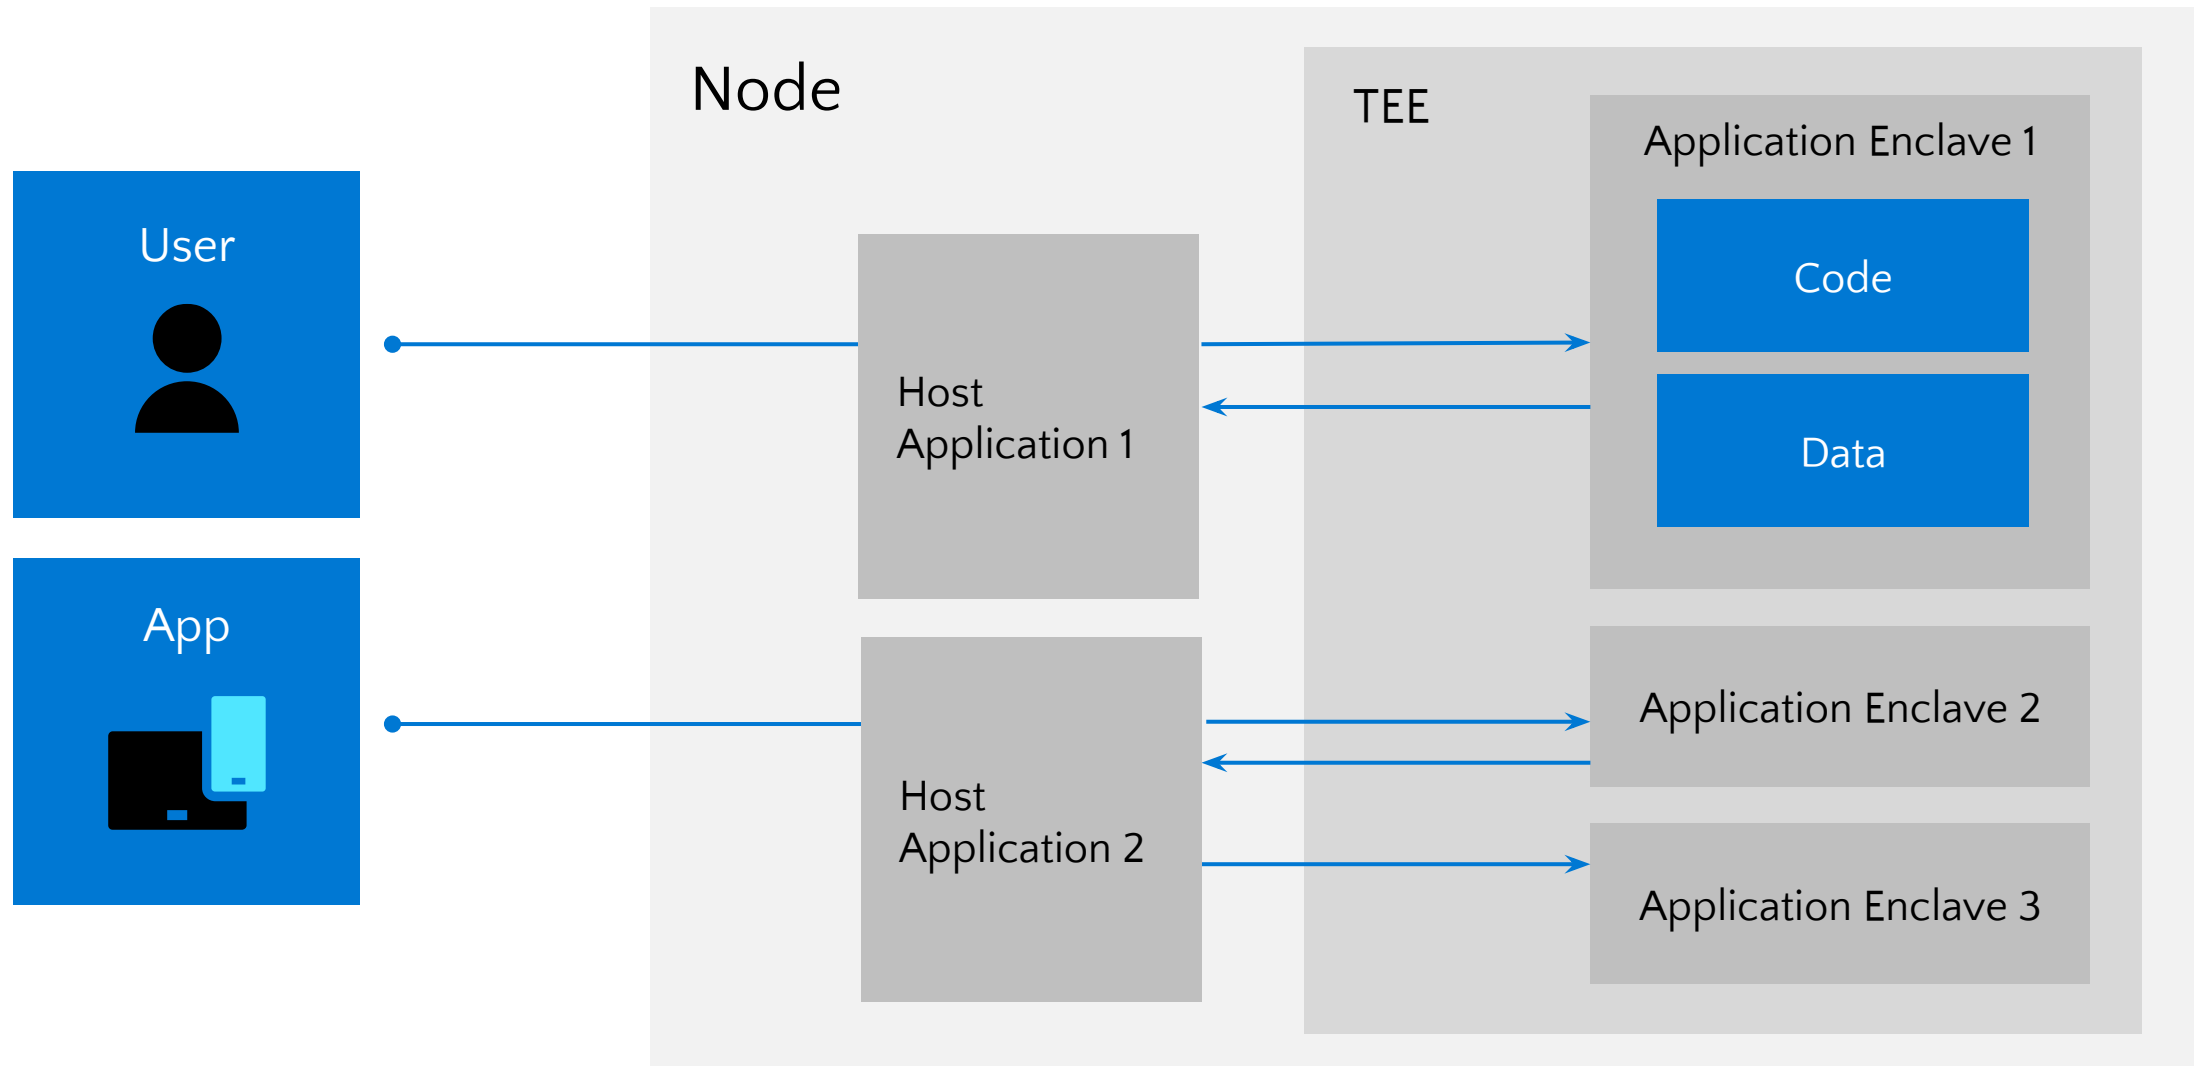 Node
TEE
Application Enclave 1
User
Code
Host
Application 1
Data
App
Application Enclave 2
Host
Application 2
Application Enclave 3